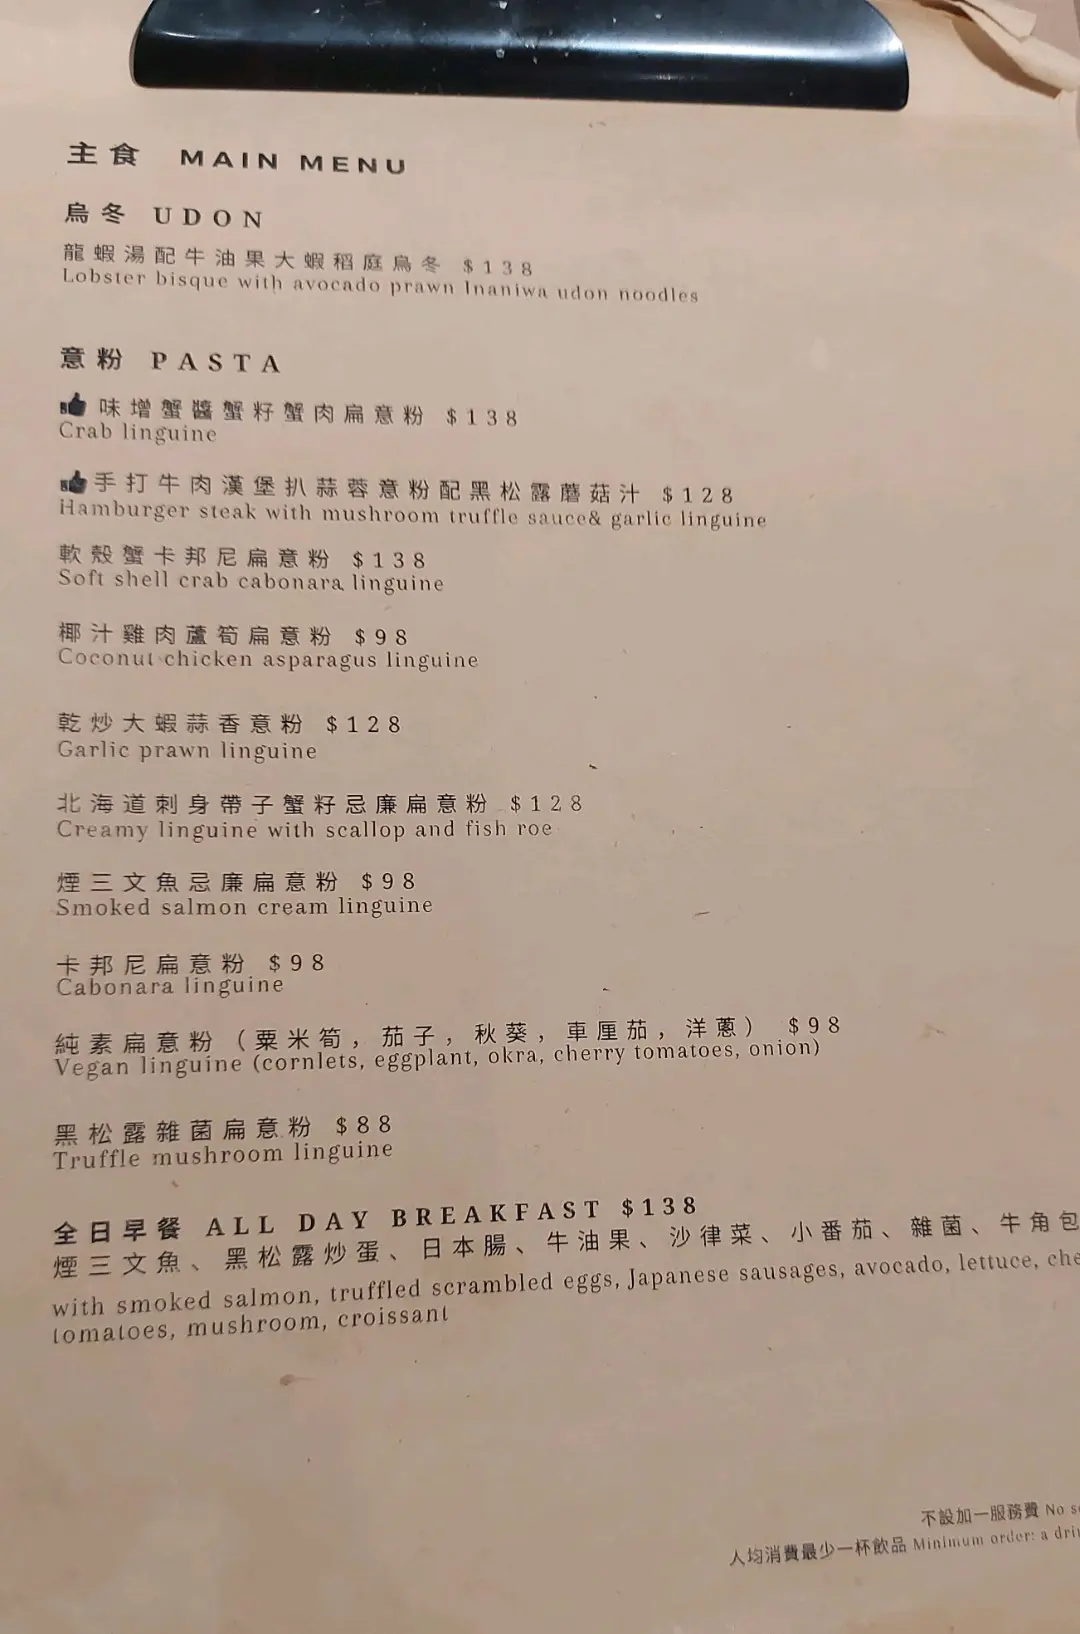 主食 MAIN MENU
烏冬 UDON
龍蝦湯配牛油果大蝦稻庭烏冬 $138
Lobster bisque with avocado prawn Inaniwa udon noodles
意粉 PASTA
味增蟹醬蟹籽蟹肉扁意粉 $138
Crab linguine
手打牛肉漢堡扒蒜蓉意粉配黑松露蘑菇汁 $128
Hamburger steak with mushroom truffle sauce& garlic linguine
軟殼蟹卡邦尼扁意粉 $138
Soft shell crab cabonara linguine
椰汁雞肉蘆筍扁意粉 $98
Coconut chicken asparagus linguine
乾炒大蝦蒜香意粉 $128
Garlic prawn linguine
北海道刺身帶子蟹籽忌廉扁意粉 $128
Creamy linguine with scallop and fish roe
煙三文魚忌廉扁意粉 $98
Smoked salmon cream linguine
卡邦尼扁意粉 $98
Cabonara linguine
純素扁意粉（粟米筍，茄子，秋葵，車厘茄，洋蔥） $98
Vegan linguine (cornlets, eggplant, okra, cherry tomatoes, onion)
黑松露雜菌扁意粉 $88
Truffle mushroom linguine
全日早餐 ALL DAY BREAKFAST $138
煙三文魚、黑松露炒蛋、日本腸、牛油果、沙律菜、小番茄、雜菌、牛角包
with smoked salmon, truffled scrambled eggs, Japanese sausages, avocado, lettuce,
tomatoes, mushroom, croissant
不設加一服務費 No
人均消費最少一杯飲品 Minimum order: a